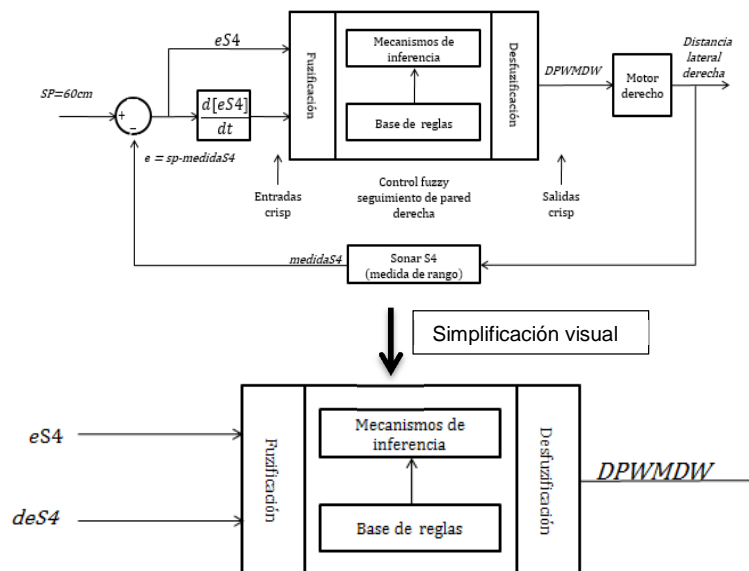 eS4
SP=60cm
+
−
d[eS4]
dt
e = sp-medidaS4
Fuzificación
Mecanismos de
inferencia
Base de reglas
Desfuzificación
DPWMDW
Motor
derecho
Distancia
lateral
derecha
Entradas
crisp
Control fuzzy
seguimiento de pared
derecha
Salidas
crisp
medidaS4
Sonar S4
(medida de rango)
Simplificación visual
eS4
deS4
Fuzificación
Mecanismos de
inferencia
Base de reglas
Desfuzificación
DPWMDW